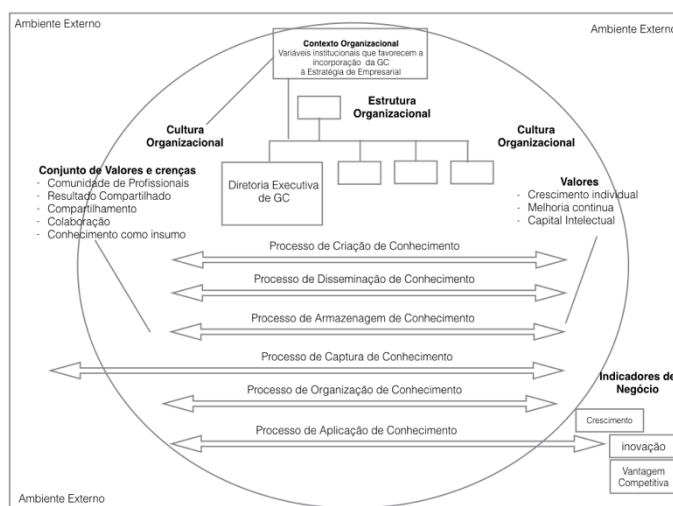 Ambiente Externo
Ambiente Externo
Contexto Organizacional
Variáveis institucionais que favorecem a
incorporação da GC
à Estratégia de Empresarial
Estrutura
Organizacional
Cultura
Organizacional
Cultura
Organizacional
Conjunto de Valores e crenças
- Comunidade de Profissionais
- Resultado Compartilhado
- Compartilhamento
- Colaboração
- Conhecimento como insumo
Diretoria Executiva
de GC
Valores
- Crescimento individual
- Melhoria continua
- Capital Intelectual
Processo de Criação de Conhecimento
Processo de Disseminação de Conhecimento
Processo de Armazenagem de Conhecimento
Processo de Captura de Conhecimento
Processo de Organização de Conhecimento
Processo de Aplicação de Conhecimento
Indicadores de
Negócio
Crescimento
inovação
Vantagem
Competitiva
Ambiente Externo